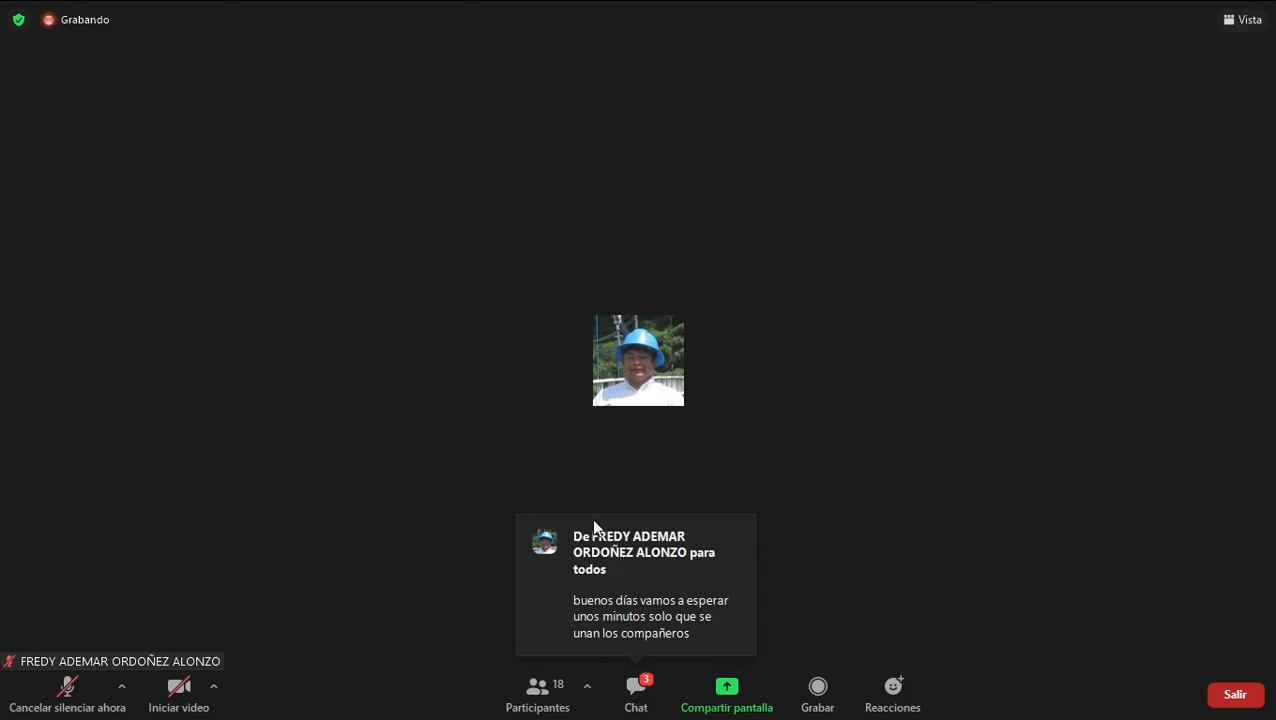 Grabando
Vista
De FREDY ADEMAR
ORDOÑEZ ALONZO para
todos
buenos días vamos a esperar
unos minutos solo que se
unan los compañeros
FREDY ADEMAR ORDOÑEZ ALONZO
18
3
Cancelar silenciar ahora
Iniciar video
Participantes
Chat
Compartir pantalla
Grabar
Reacciones
Salir